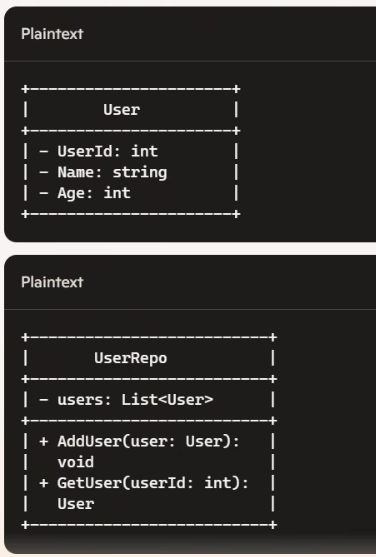 Plaintext
+----------------------+
|        User          |
+----------------------+
| - UserId: int        |
| - Name: string       |
| - Age: int           |
+----------------------+
Plaintext
+--------------------------+
|       UserRepo           |
+--------------------------+
| - users: List<User>      |
+--------------------------+
| + AddUser(user: User):   |
|   void                   |
| + GetUser(userId: int):  |
|   User                   |
+--------------------------+